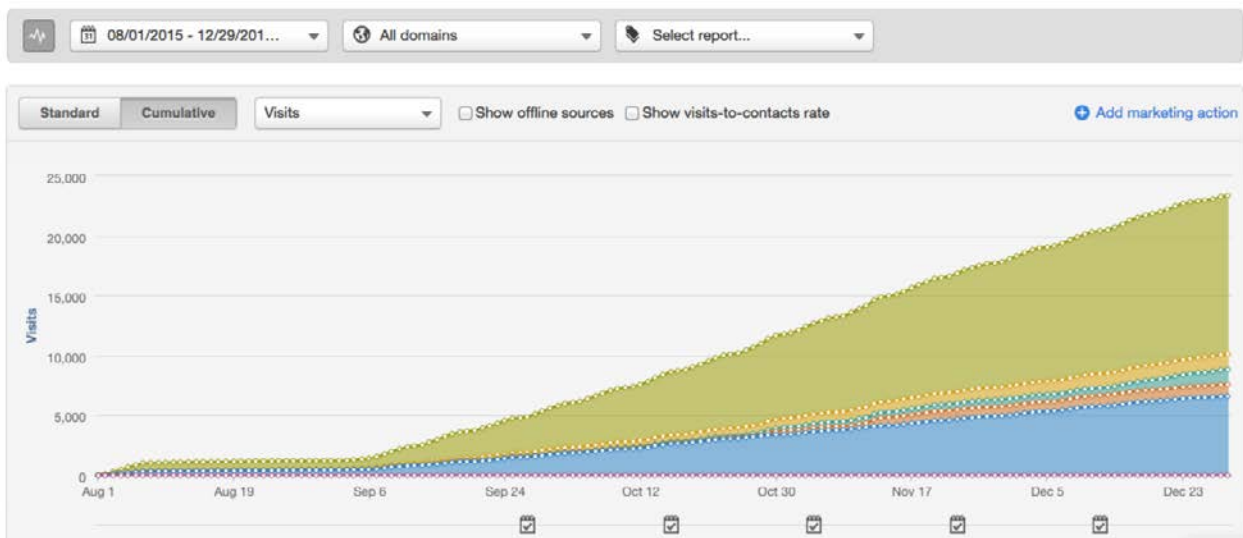 31 08/01/2015 - 12/29/201... All domains Select report...
Standard Cumulative Visits Show offline sources Show visits-to-contacts rate Add marketing action
25,000
20,000
15,000
10,000
5,000
0
Visits
Aug 1 Aug 19 Sep 6 Sep 24 Oct 12 Oct 30 Nov 17 Dec 5 Dec 23